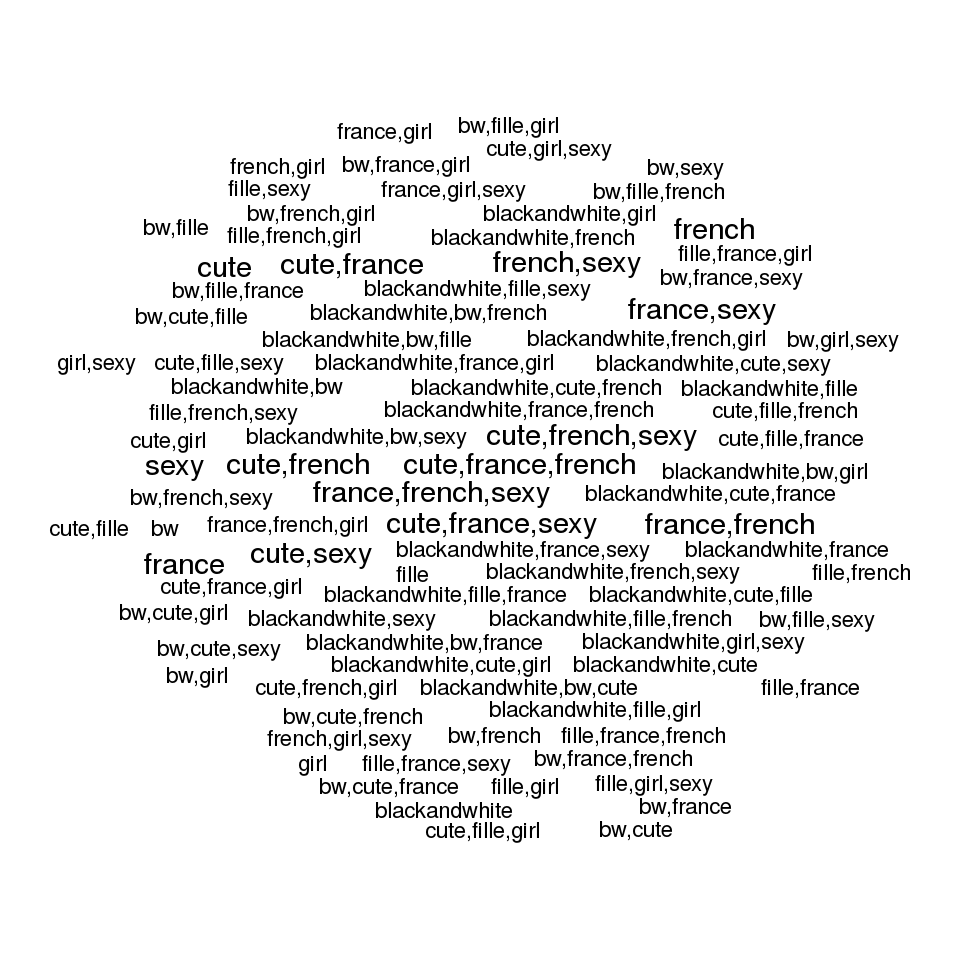 france,girl bw,fille,girl
cute,girl,sexy
french,girl bw,france,girl bw,sexy
fille,sexy france,girl,sexy bw,fille,french
bw,french,girl blackandwhite,girl
bw,fille fille,french,girl blackandwhite,french french
fille,france,girl
cute cute,france french,sexy
bw,france,sexy
bw,fille,france blackandwhite,fille,sexy
bw,cute,fille blackandwhite,bw,french france,sexy
blackandwhite,bw,fille blackandwhite,french,girl bw,girl,sexy
girl,sexy cute,fille,sexy blackandwhite,france,girl blackandwhite,cute,sexy
blackandwhite,bw blackandwhite,cute,french blackandwhite,fille
fille,french,sexy blackandwhite,france,french cute,fille,french
cute,girl blackandwhite,bw,sexy cute,french,sexy cute,fille,france
sexy cute,french cute,france,french blackandwhite,bw,girl
bw,french,sexy france,french,sexy blackandwhite,cute,france
cute,fille bw france,french,girl cute,france,sexy france,french
france cute,sexy blackandwhite,france,sexy blackandwhite,france
fille blackandwhite,french,sexy fille,french
cute,france,girl blackandwhite,fille,france blackandwhite,cute,fille
bw,cute,girl blackandwhite,sexy blackandwhite,fille,french bw,fille,sexy
bw,cute,sexy blackandwhite,bw,france blackandwhite,girl,sexy
blackandwhite,cute,girl blackandwhite,cute
bw,girl
cute,french,girl blackandwhite,bw,cute fille,france
bw,cute,french blackandwhite,fille,girl
french,girl,sexy bw,french fille,france,french
girl fille,france,sexy bw,france,french
bw,cute,france fille,girl fille,girl,sexy
blackandwhite bw,france
cute,fille,girl bw,cute